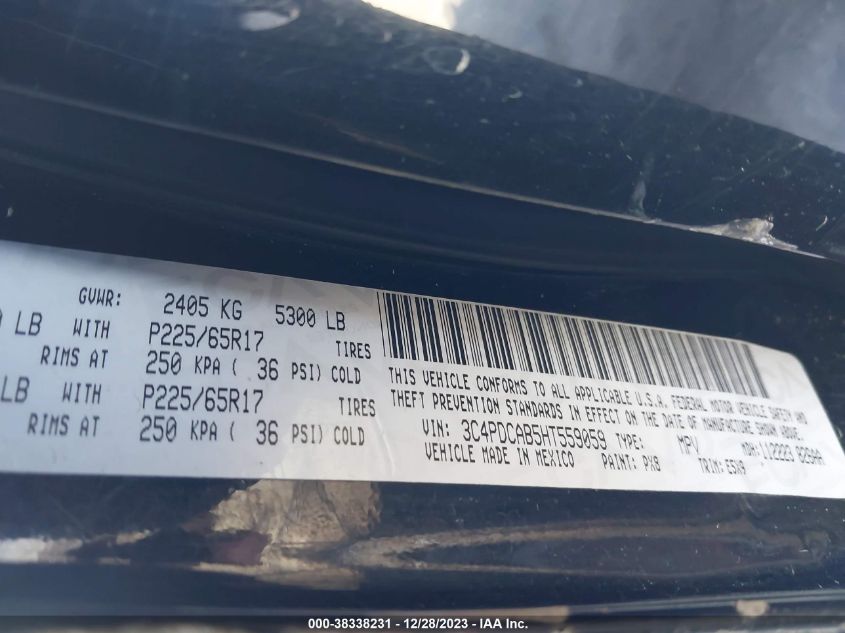 GVWR: 2405 KG 5300 LB
LB WITH P225/65R17 TIRES
RIMS AT 250 KPA ( 36 PSI) COLD
LB WITH P225/65R17 TIRES
RIMS AT 250 KPA ( 36 PSI) COLD
THIS VEHICLE CONFORMS TO ALL APPLICABLE U.S.A. FEDERAL MOTOR VEHICLE SAFETY AND
THEFT PREVENTION STANDARDS IN EFFECT ON THE DATE OF MANUFACTURE SHOWN ABOVE.
VIN: 3C4PDCAB5HT559059 TYPE: MPV MDH:
VEHICLE MADE IN MEXICO PAINT: PX8 TRIM:
000-38338231 - 12/28/2023 - IAA Inc.